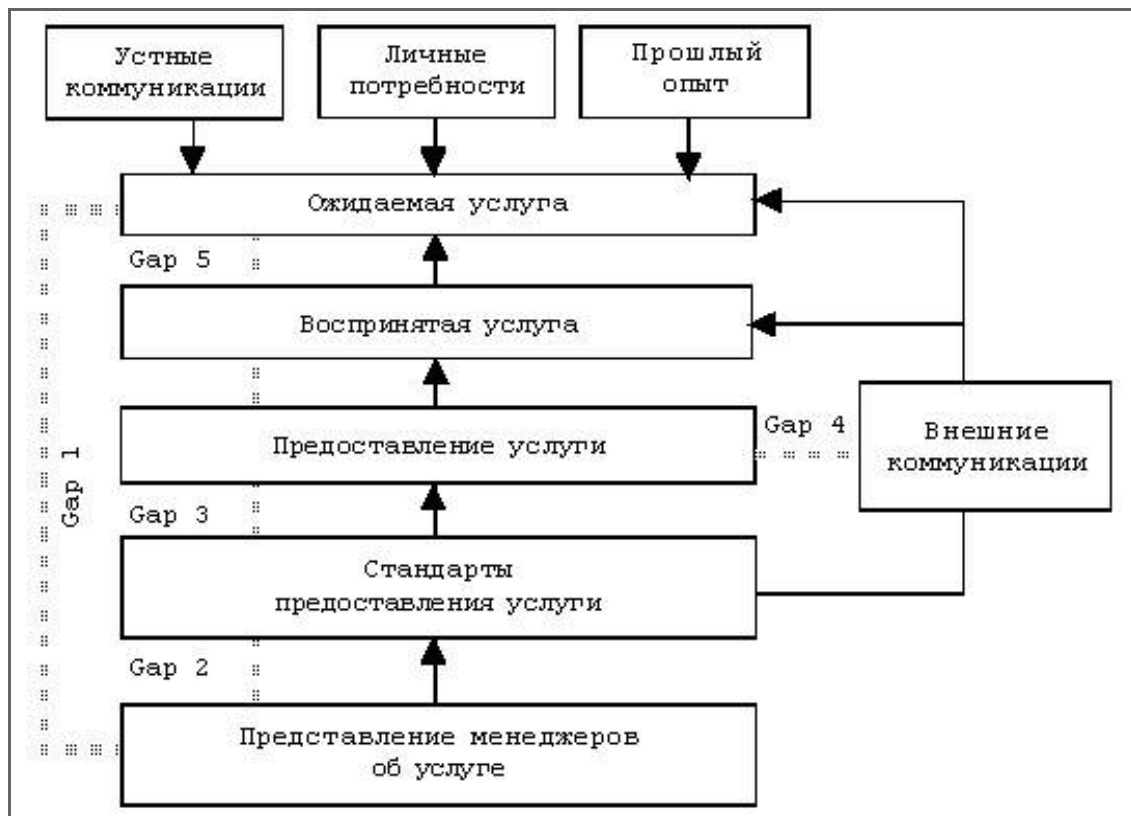 Устные
коммуникации
Личные
потребности
Прошлый
опыт
Ожидаемая услуга
Gap 5
Воспринятая услуга
Gap 1
Предоставление услуги
Gap 4
Внешние
коммуникации
Gap 3
Стандарты
предоставления услуги
Gap 2
Представление менеджеров
об услуге